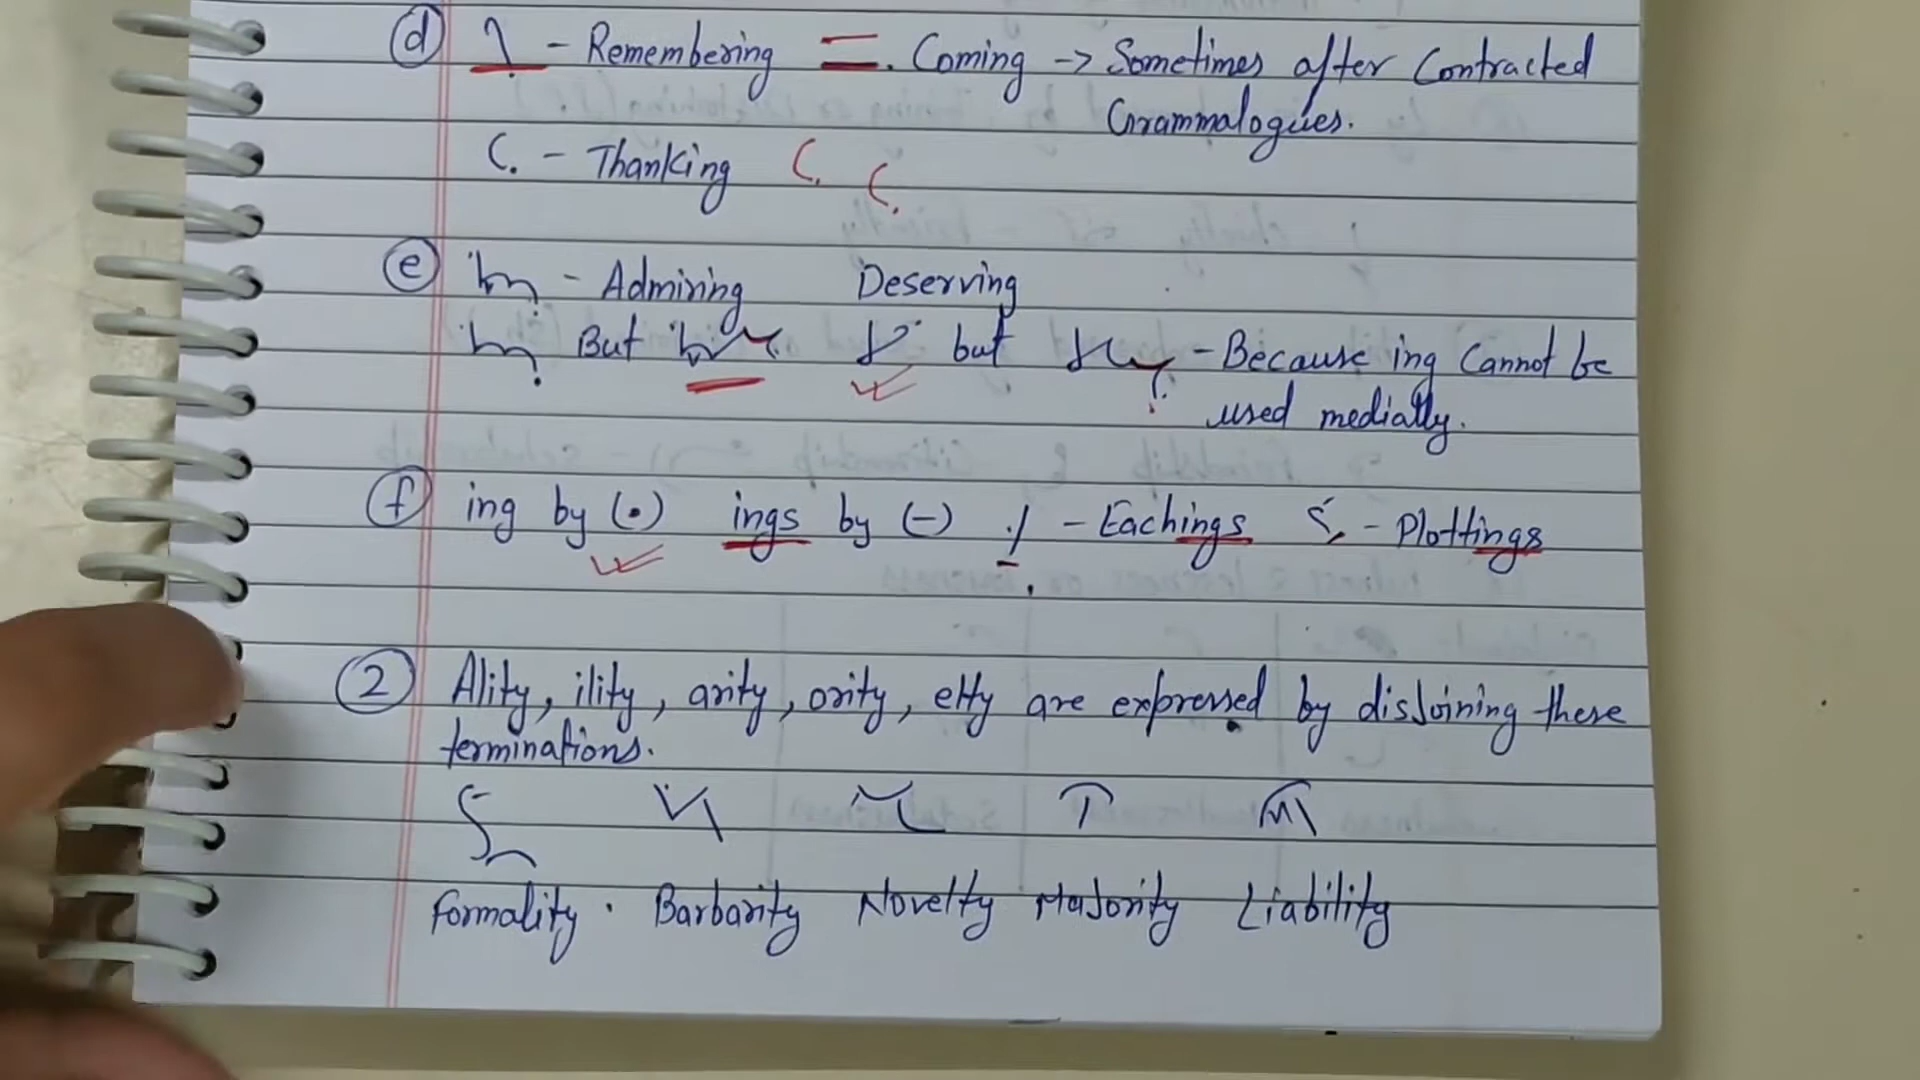 (d) - Remembering = . Coming → Sometimes after Contracted
Grammalogues.
(. - Thanking (. (.
(e) - Admiring Deserving
But but - Because ing Cannot be
used medially.
(f) ing by (•) ings by (-) - Eachings - Plottings
(2) Ality, ility, arity, ority, elty are expressed by disJoining these
terminations.
Formality . Barbarity Novelty MaJority Liability